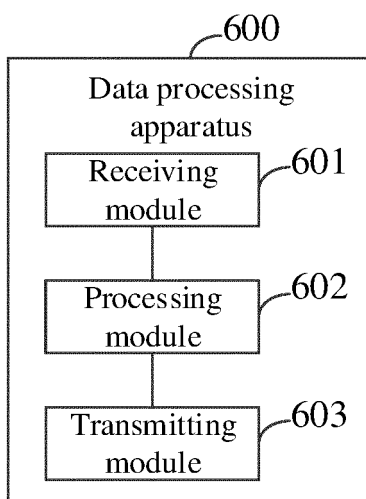 600
Data processing
apparatus
Receiving
module
601
Processing
module
602
Transmitting
module
603